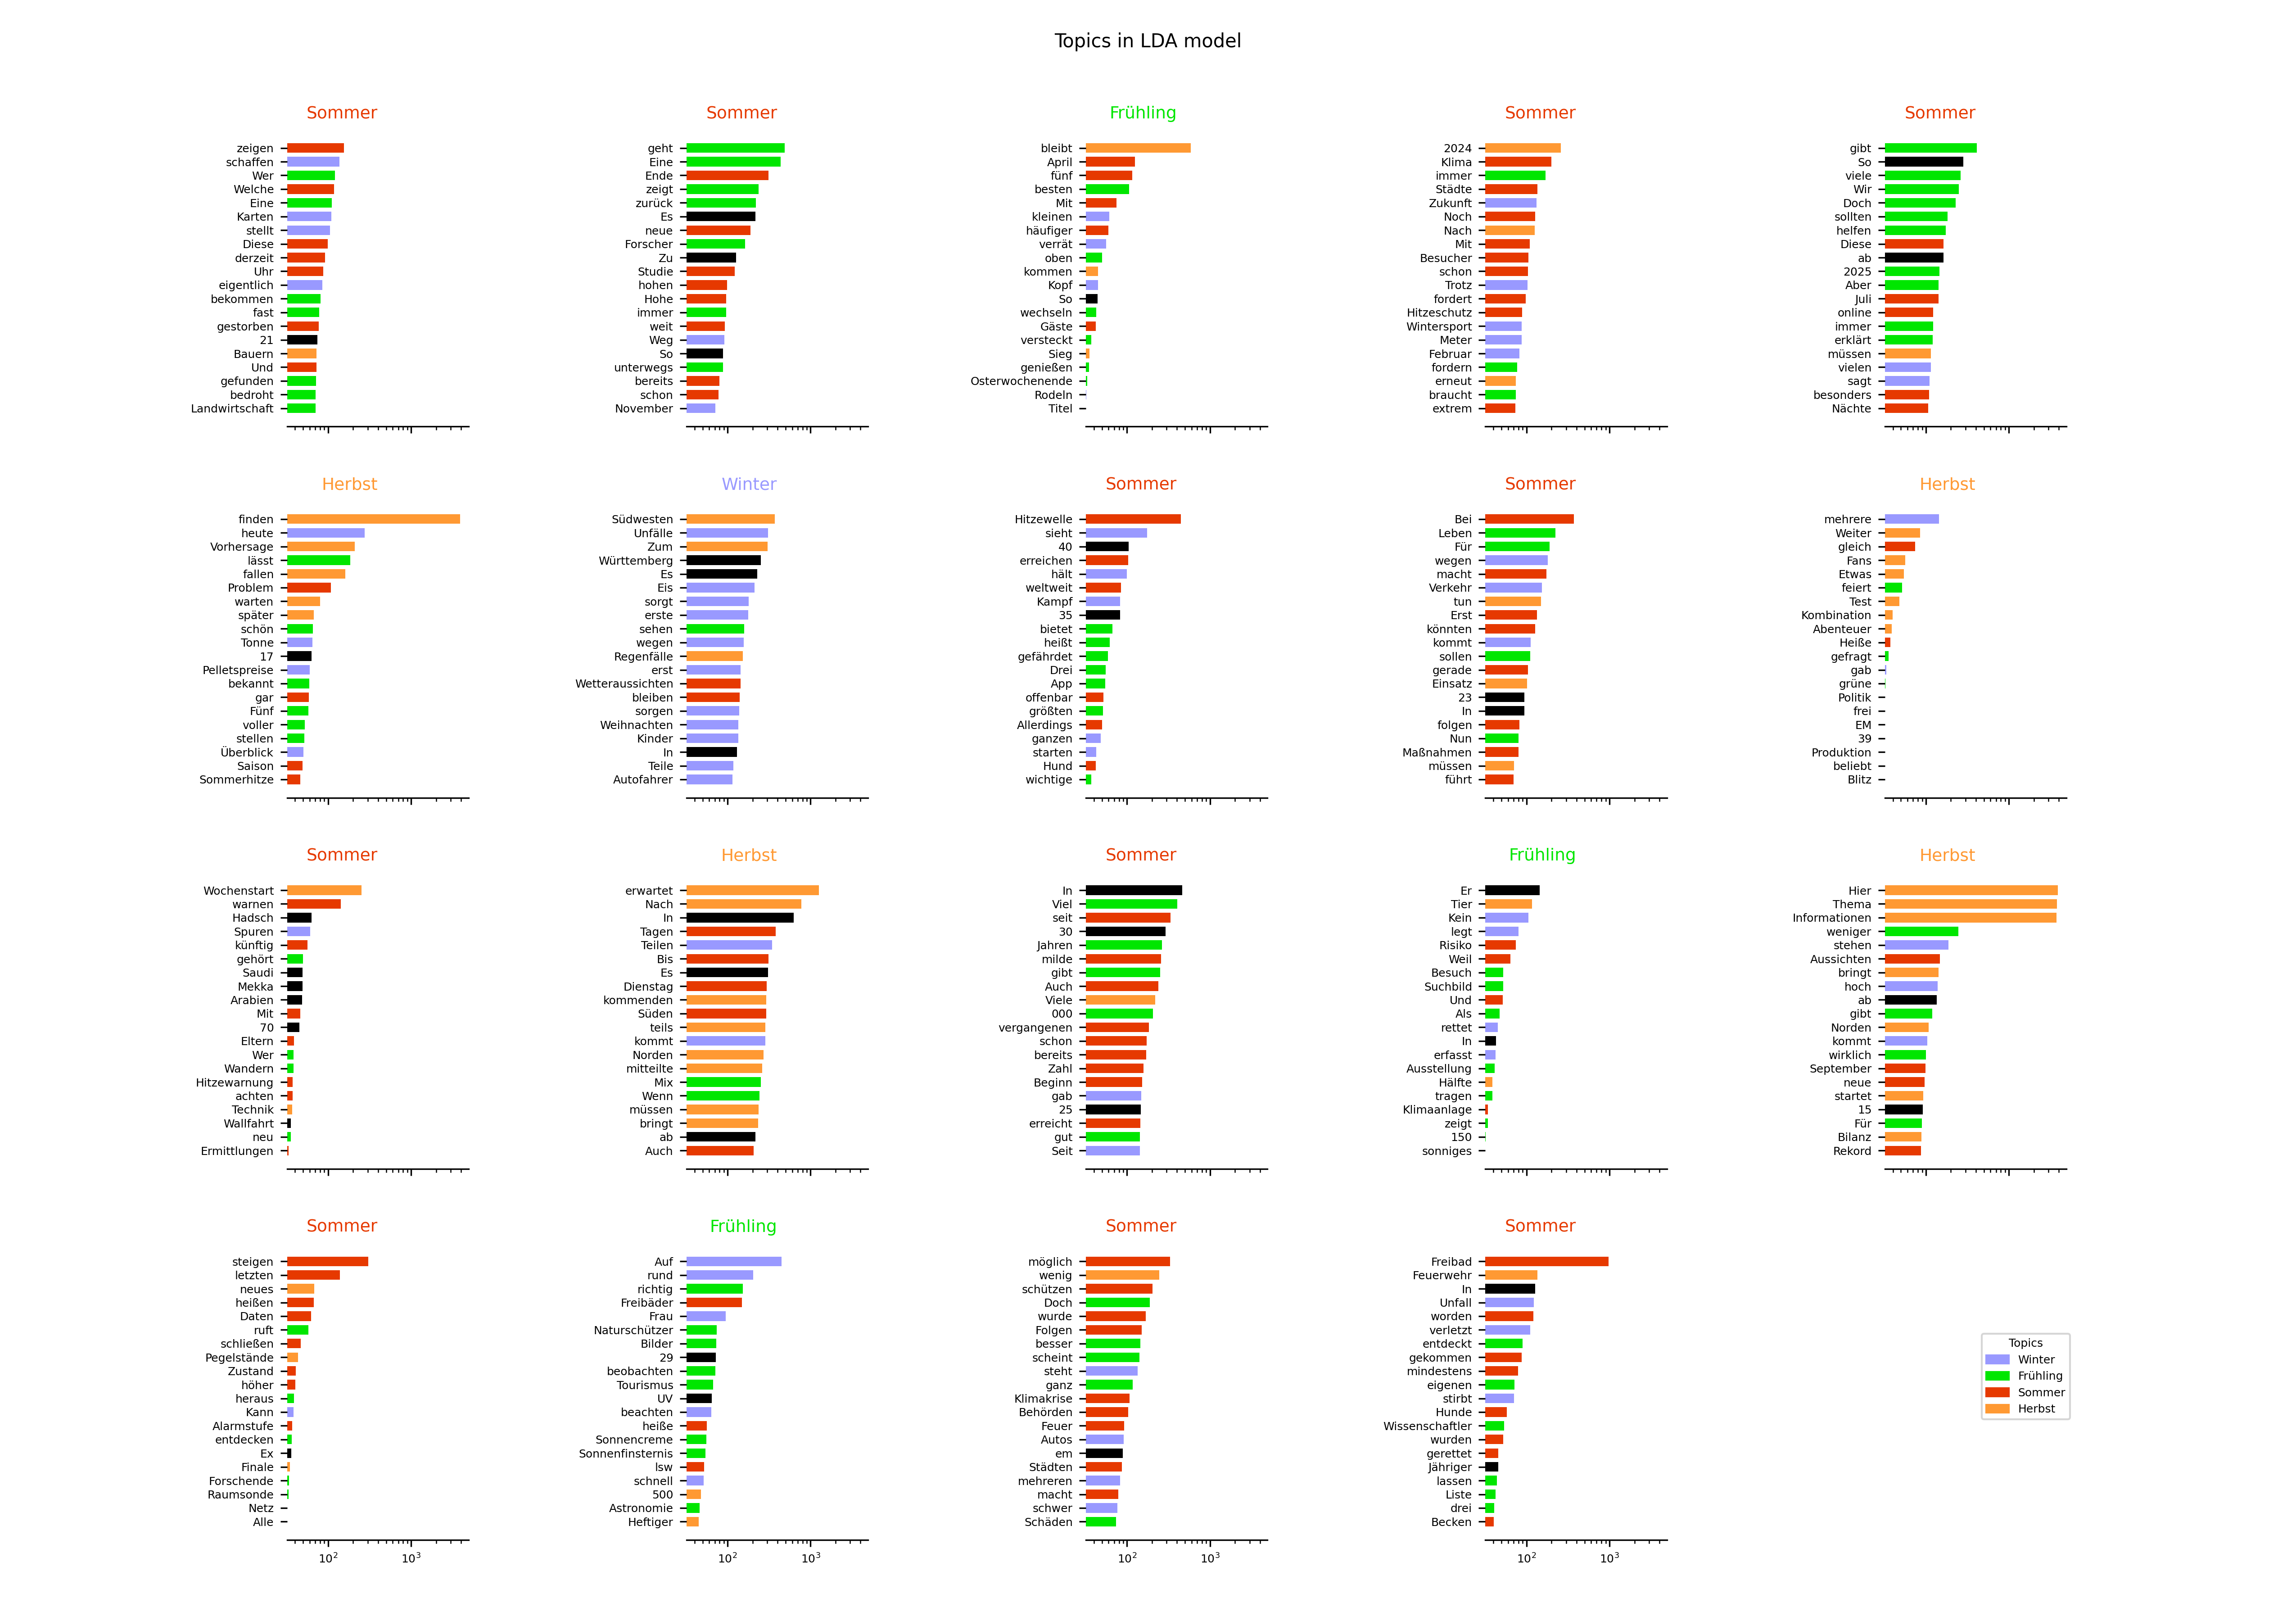 Topics in LDA model
Sommer
zeigen
schaffen
Wer
Welche
Eine
Karten
stellt
Diese
derzeit
Uhr
eigentlich
bekommen
fast
gestorben
21
Bauern
Und
gefunden
bedroht
Landwirtschaft
Sommer
geht
Eine
Ende
zeigt
zurück
Es
neue
Forscher
Zu
Studie
hohen
Hohe
immer
weit
Weg
So
unterwegs
bereits
schon
November
Frühling
bleibt
April
fünf
besten
Mit
kleinen
häufiger
verrät
oben
kommen
Kopf
So
wechseln
Gäste
versteckt
Sieg
genießen
Osterwochenende
Rodeln
Titel
Sommer
2024
Klima
immer
Städte
Zukunft
Noch
Nach
Mit
Besucher
schon
Trotz
fordert
Hitzeschutz
Wintersport
Meter
Februar
fordern
erneut
braucht
extrem
Sommer
gibt
So
viele
Wir
Doch
sollten
helfen
Diese
ab
2025
Aber
Juli
online
immer
erklärt
müssen
vielen
sagt
besonders
Nächte
Herbst
finden
heute
Vorhersage
lässt
fallen
Problem
warten
später
schön
Tonne
17
Pelletspreise
bekannt
gar
Fünf
voller
stellen
Überblick
Saison
Sommerhitze
Winter
Südwesten
Unfälle
Zum
Württemberg
Es
Eis
sorgt
erste
sehen
wegen
Regenfälle
erst
Wetteraussichten
bleiben
sorgen
Weihnachten
Kinder
In
Teile
Autofahrer
Sommer
Hitzewelle
sieht
40
erreichen
hält
weltweit
Kampf
35
bietet
heißt
gefährdet
Drei
App
offenbar
größten
Allerdings
ganzen
starten
Hund
wichtige
Sommer
Bei
Leben
Für
wegen
macht
Verkehr
tun
Erst
könnten
kommt
sollen
gerade
Einsatz
23
In
folgen
Nun
Maßnahmen
müssen
führt
Herbst
mehrere
Weiter
gleich
Fans
Etwas
feiert
Test
Kombination
Abenteuer
Heiße
gefragt
gab
grüne
Politik
frei
EM
39
Produktion
beliebt
Blitz
Sommer
Wochenstart
warnen
Hadsch
Spuren
künftig
gehört
Saudi
Mekka
Arabien
Mit
70
Eltern
Wer
Wandern
Hitzewarnung
achten
Technik
Wallfahrt
neu
Ermittlungen
Herbst
erwartet
Nach
In
Tagen
Teilen
Bis
Es
Dienstag
kommenden
Süden
teils
kommt
Norden
mitteilte
Mix
Wenn
müssen
bringt
ab
Auch
Sommer
In
Viel
seit
30
Jahren
milde
gibt
Auch
Viele
000
vergangenen
schon
bereits
Zahl
Beginn
gab
25
erreicht
gut
Seit
Frühling
Er
Tier
Kein
legt
Risiko
Weil
Besuch
Suchbild
Und
Als
rettet
In
erfasst
Ausstellung
Hälfte
tragen
Klimaanlage
zeigt
150
sonniges
Herbst
Hier
Thema
Informationen
weniger
stehen
Aussichten
bringt
hoch
ab
gibt
Norden
kommt
wirklich
September
neue
startet
15
Für
Bilanz
Rekord
Sommer
steigen
letzten
neues
heißen
Daten
ruft
schließen
Pegelstände
Zustand
höher
heraus
Kann
Alarmstufe
entdecken
Ex
Finale
Forschende
Raumsonde
Netz
Alle
10² 10³
Frühling
Auf
rund
richtig
Freibäder
Frau
Naturschützer
Bilder
29
beobachten
Tourismus
UV
beachten
heiße
Sonnencreme
Sonnenfinsternis
lsw
schnell
500
Astronomie
Heftiger
10² 10³
Sommer
möglich
wenig
schützen
Doch
wurde
Folgen
besser
scheint
steht
ganz
Klimakrise
Behörden
Feuer
Autos
em
Städten
mehreren
macht
schwer
Schäden
10² 10³
Sommer
Freibad
Feuerwehr
In
Unfall
worden
verletzt
entdeckt
gekommen
mindestens
eigenen
stirbt
Hunde
Wissenschaftler
wurden
gerettet
Jähriger
lassen
Liste
drei
Becken
10² 10³
Topics
Winter
Frühling
Sommer
Herbst